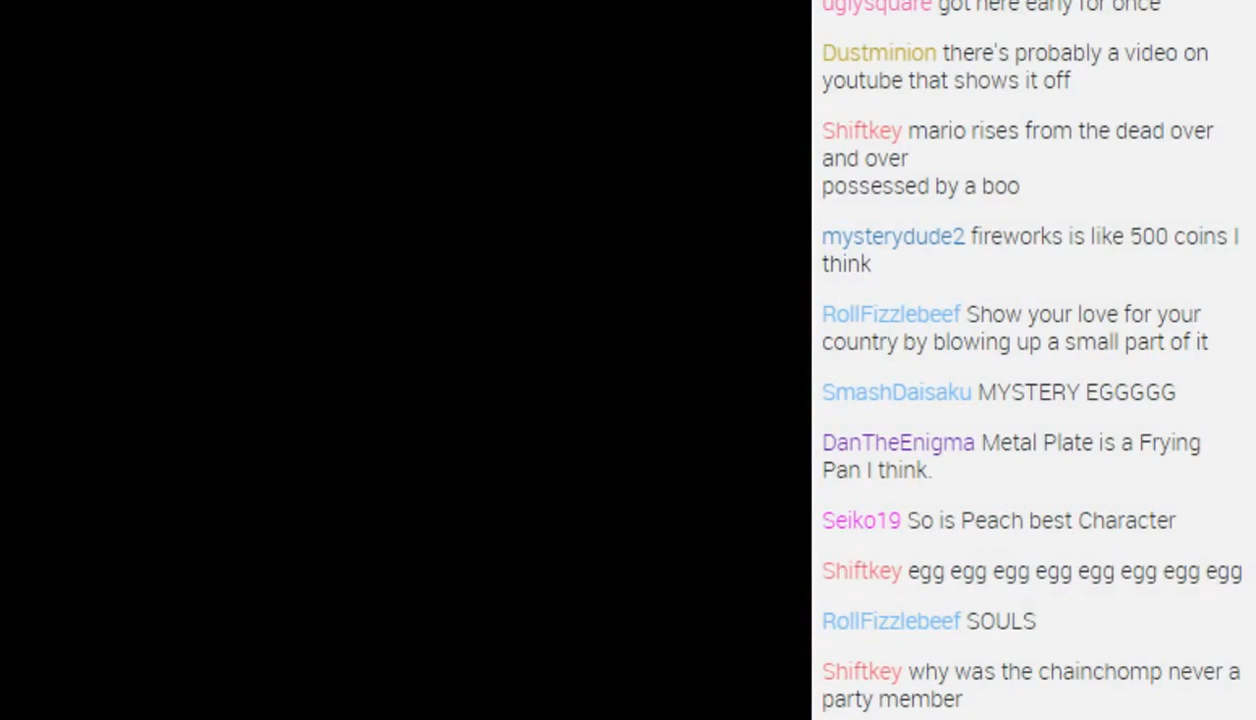 uglysquare got here early for once
Dustminion there's probably a video on
youtube that shows it off
Shiftkey mario rises from the dead over
and over
possessed by a boo
mysterydude2 fireworks is like 500 coins I
think
RollFizzlebeef Show your love for your
country by blowing up a small part of it
SmashDaisaku MYSTERY EGGGGG
DanTheEnigma Metal Plate is a Frying
Pan I think.
Seiko19 So is Peach best Character
Shiftkey egg egg egg egg egg egg egg egg
RollFizzlebeef SOULS
Shiftkey why was the chainchomp never a
party member